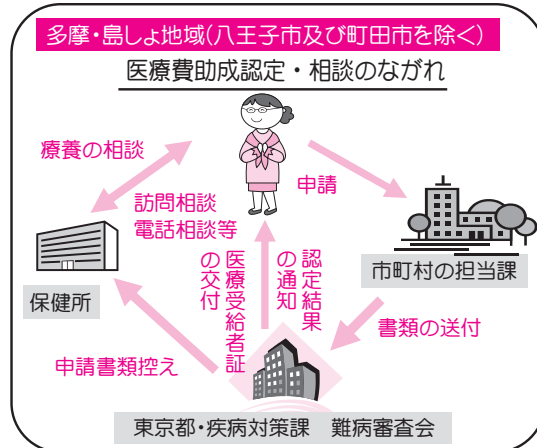 多摩・島しょ地域(八王子市及び町田市を除く)
医療費助成認定・相談のながれ
療養の相談
訪問相談
電話相談等
申請
保健所
市町村の担当課
医療受給者証
の交付
認定結果
の通知
書類の送付
申請書類控え
東京都・疾病対策課　難病審査会